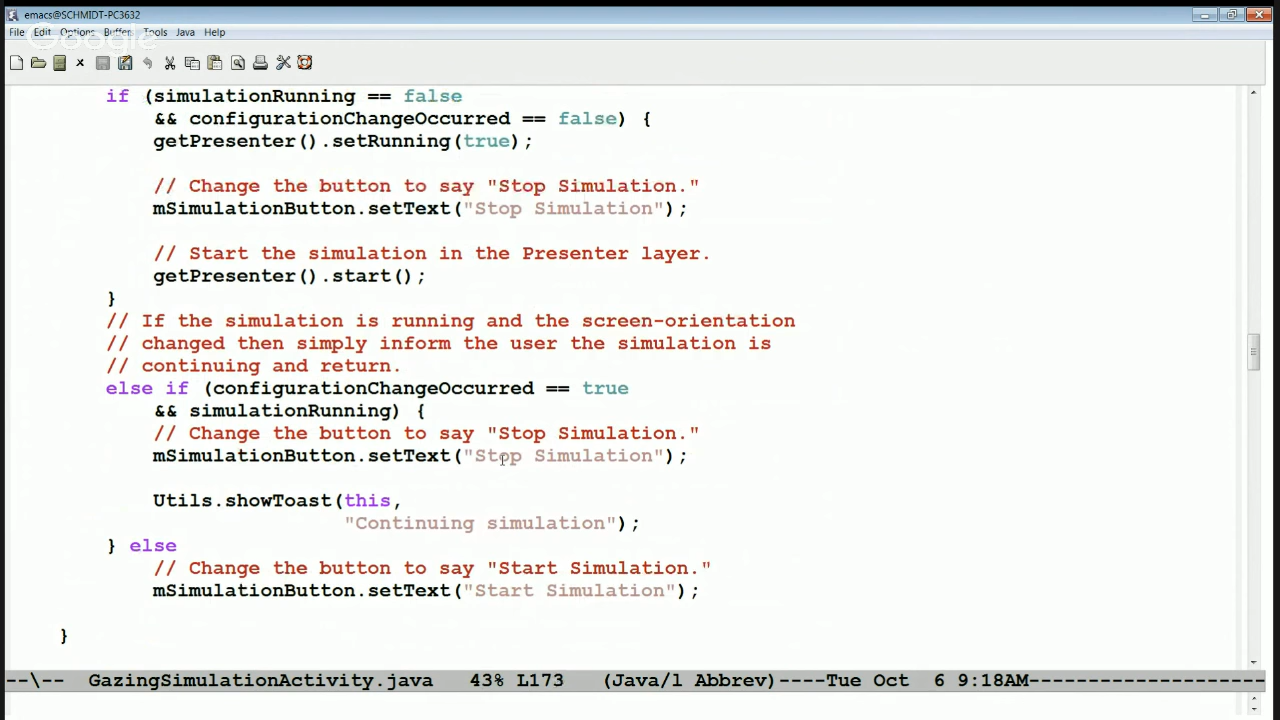 emacs@SCHMIDT-PC3632
File Edit Options Buffers Tools Java Help
Google
if (simulationRunning == false
&& configurationChangeOccurred == false) {
getPresenter().setRunning(true);
// Change the button to say "Stop Simulation."
mSimulationButton.setText("Stop Simulation");
// Start the simulation in the Presenter layer.
getPresenter().start();
}
// If the simulation is running and the screen-orientation
// changed then simply inform the user the simulation is
// continuing and return.
else if (configurationChangeOccurred == true
&& simulationRunning) {
// Change the button to say "Stop Simulation."
mSimulationButton.setText("Stop Simulation");
Utils.showToast(this,
"Continuing simulation");
} else
// Change the button to say "Start Simulation."
mSimulationButton.setText("Start Simulation");
}
--\-- GazingSimulationActivity.java 43% L173 (Java/l Abbrev)----Tue Oct 6 9:18AM--------------------